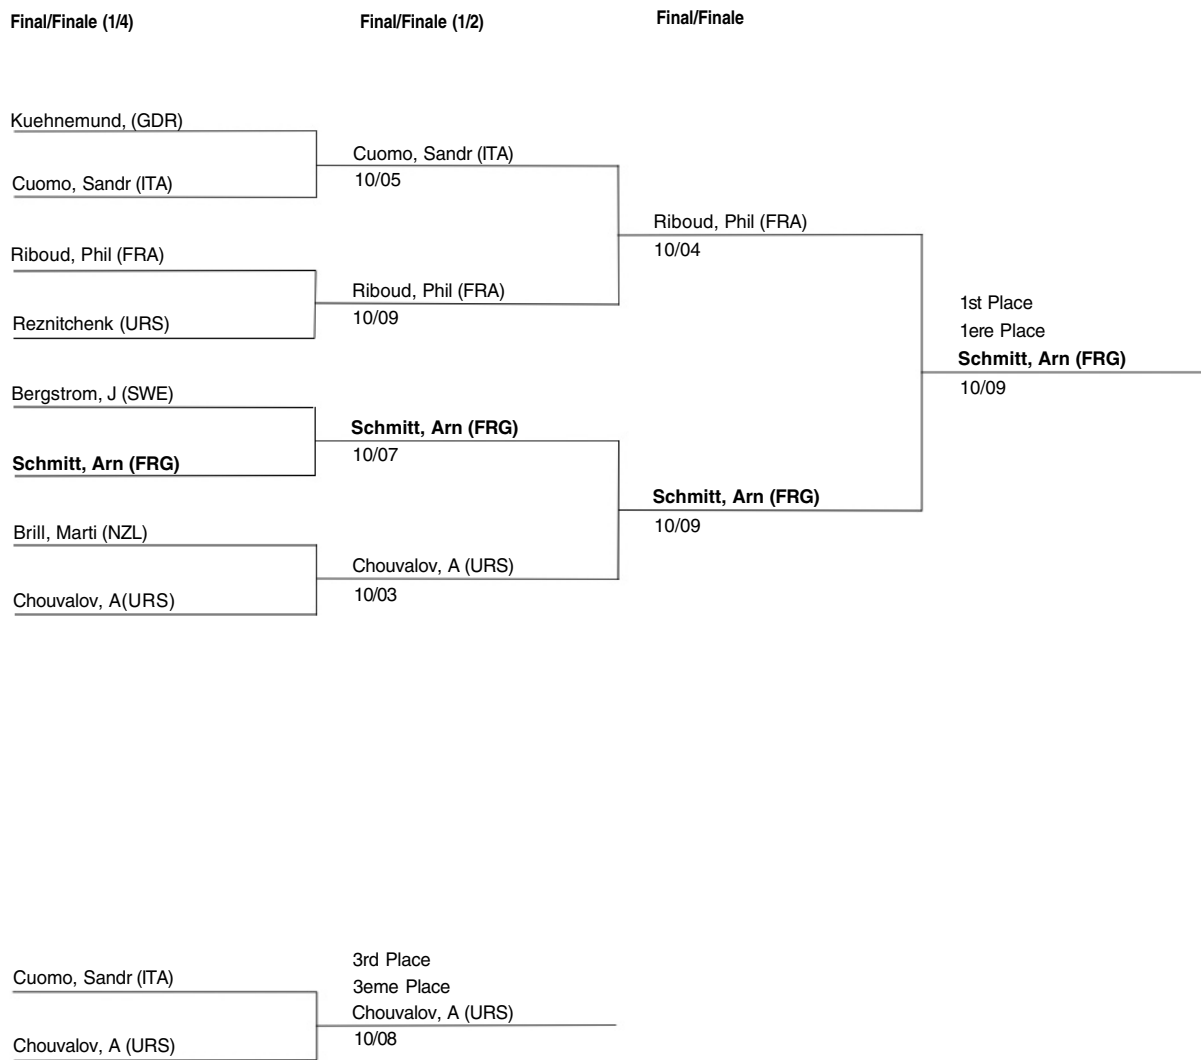 Final/Finale (1/4)
Final/Finale (1/2)
Final/Finale
Kuehnemund, (GDR)
Cuomo, Sandr (ITA)
Riboud, Phil (FRA)
Reznitchenk (URS)
Bergstrom, J (SWE)
Schmitt, Arn (FRG)
Brill, Marti (NZL)
Chouvalov, A(URS)
Cuomo, Sandr (ITA)
10/05
Riboud, Phil (FRA)
10/09
Schmitt, Arn (FRG)
10/07
Chouvalov, A (URS)
10/03
Riboud, Phil (FRA)
10/04
Schmitt, Arn (FRG)
10/09
1st Place
1ere Place
Schmitt, Arn (FRG)
10/09
Cuomo, Sandr (ITA)
Chouvalov, A (URS)
3rd Place
3eme Place
Chouvalov, A (URS)
10/08